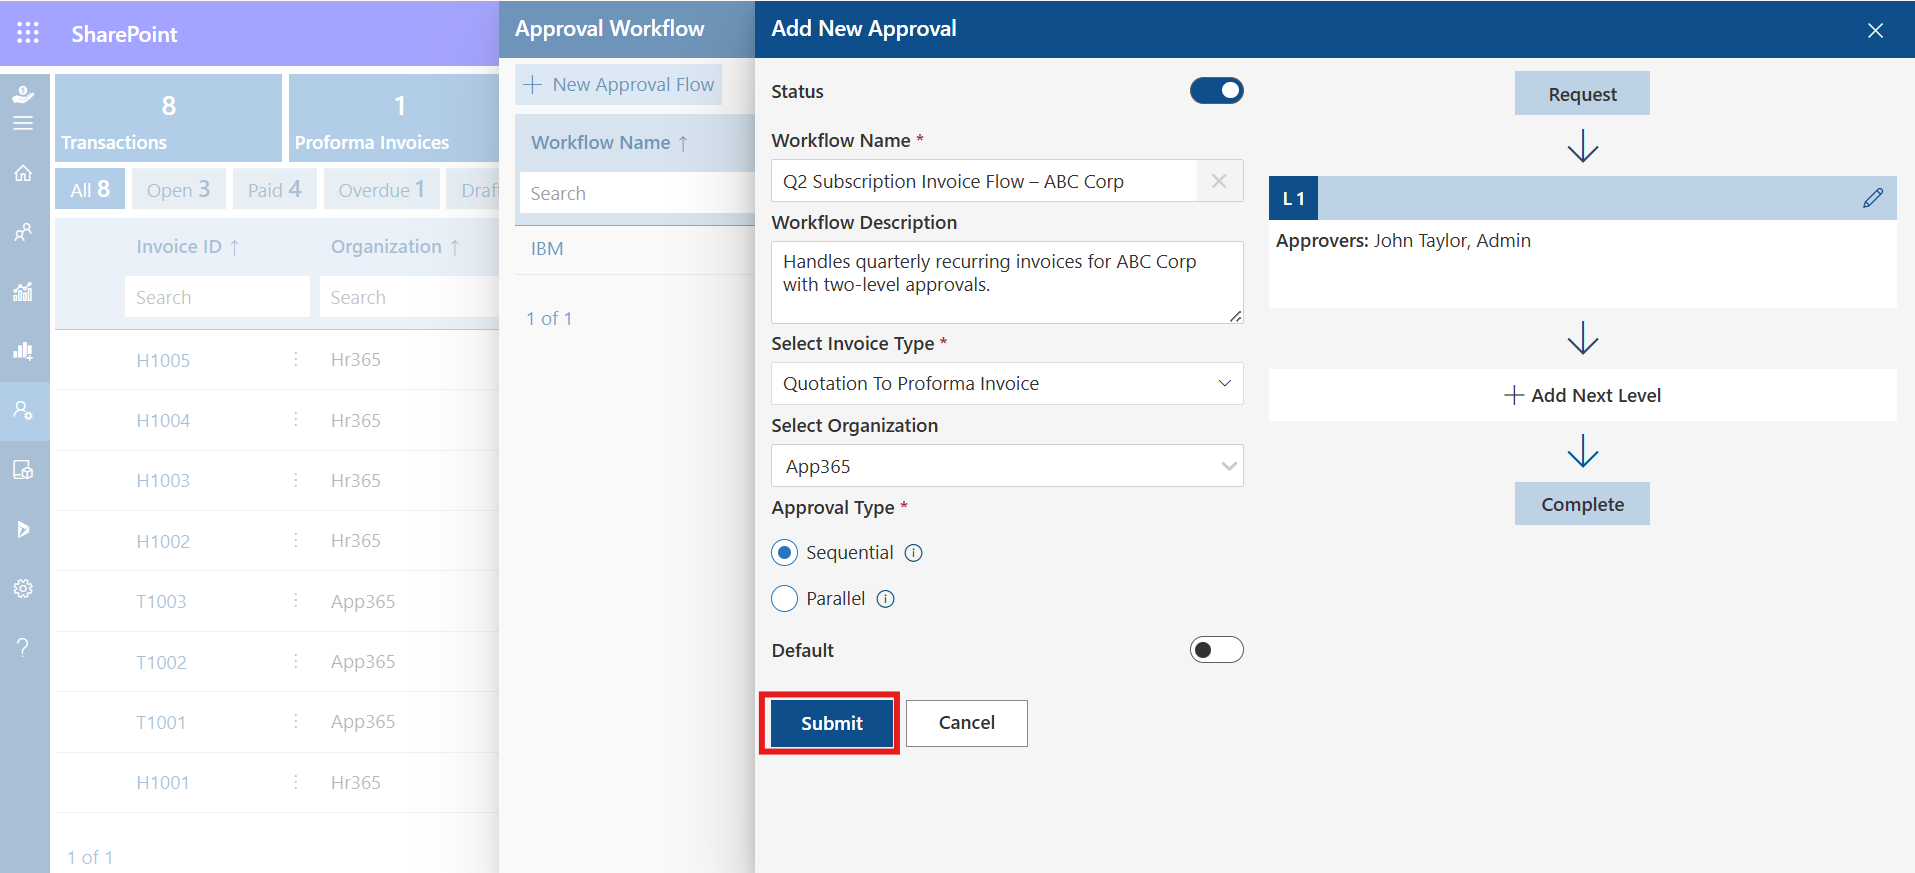 SharePoint
8
Transactions
1
Proforma Invoices
All 8
Open 3
Paid 4
Overdue 1
Draf
Invoice ID ↑
Organization ↑
Search
Search
H1005
Hr365
H1004
Hr365
H1003
Hr365
H1002
Hr365
T1003
App365
T1002
App365
T1001
App365
H1001
Hr365
1 of 1
Approval Workflow
New Approval Flow
Workflow Name ↑
Search
IBM
1 of 1
Add New Approval
Status
Workflow Name *
Q2 Subscription Invoice Flow – ABC Corp
Workflow Description
Handles quarterly recurring invoices for ABC Corp
with two-level approvals.
Select Invoice Type *
Quotation To Proforma Invoice
Select Organization
App365
Approval Type *
Sequential
Parallel
Default
Submit
Cancel
Request
L 1
Approvers: John Taylor, Admin
Add Next Level
Complete